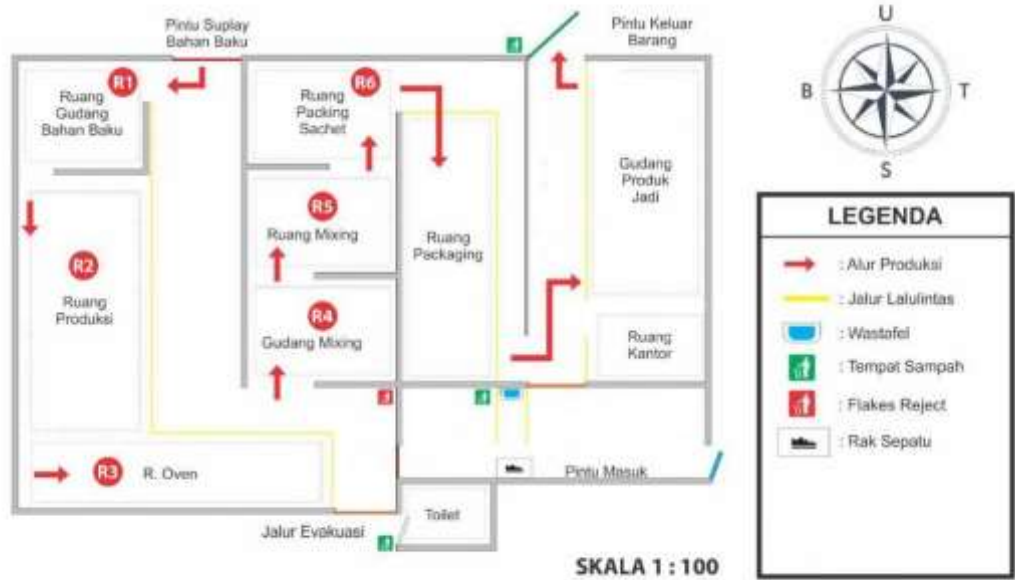 Pintu Suplay
Bahan Baku
Pintu Keluar
Barang
R1
Ruang
Gudang
Bahan Baku
R6
Ruang
Packing
Sachet
Gudang
Produk
Jadi
R5
Ruang Mixing
Ruang
Packaging
R2
Ruang
Produksi
R4
Gudang Mixing
Ruang
Kantor
R3
R. Oven
Pintu Masuk
Jalur Evakuasi
Toilet
SKALA 1 : 100
U
B
T
S
LEGENDA
: Alur Produksi
: Jalur Lalulintas
: Wastafel
: Tempat Sampah
: Flakes Reject
: Rak Sepatu